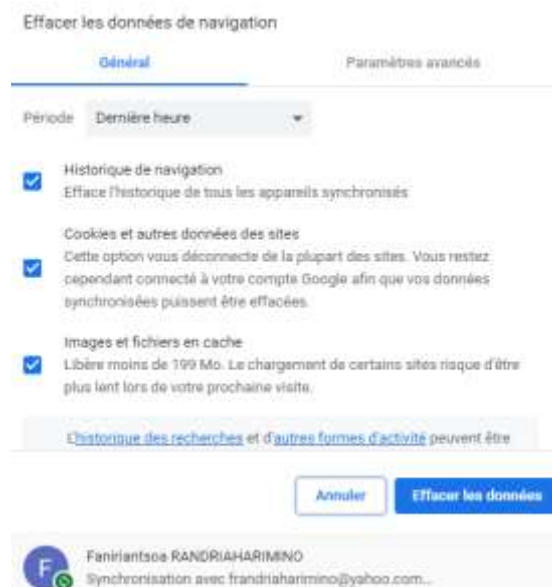 Effacer les données de navigation
Général
Paramètres avancés
Période
Dernière heure
Historique de navigation
Efface l'historique de tous les appareils synchronisés
Cookies et autres données des sites
Cette option vous déconnecte de la plupart des sites. Vous restez
cependant connecté à votre compte Google afin que vos données
synchronisées puissent être effacées.
Images et fichiers en cache
Libère moins de 199 Mo. Le chargement de certains sites risque d'être
plus lent lors de votre prochaine visite.
L'historique des recherches et d'autres formes d'activité peuvent être
Annuler
Effacer les données
F
Faniriantsoa RANDRIAHARIMINO
Synchronisation avec frandriaharimino@yahoo.com...